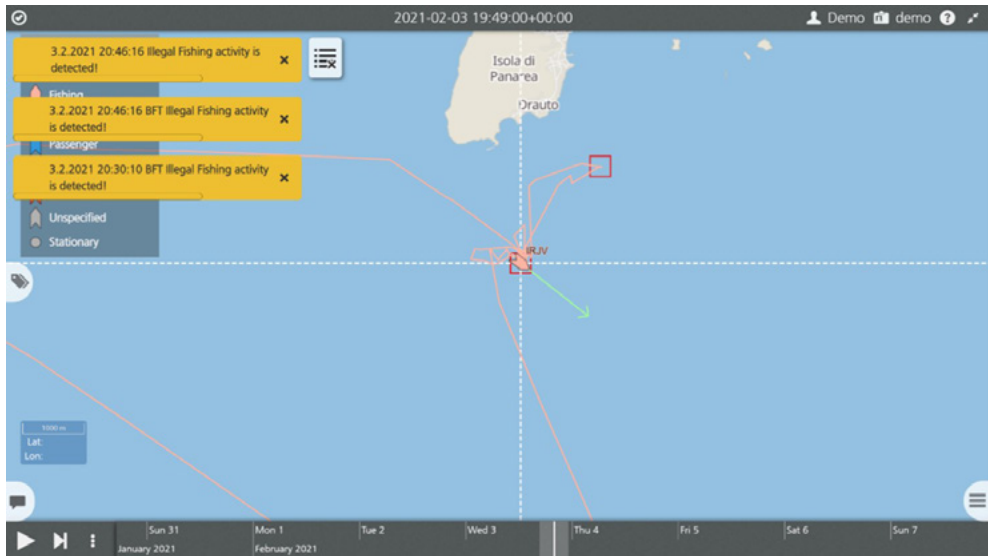 2021-02-03 19:49:00+00:00
Demo
demo
3.2.2021 20:46:16 Illegal Fishing activity is
detected!
Fishing
3.2.2021 20:46:16 BFT Illegal Fishing activity
is detected!
Passenger
3.2.2021 20:30:10 BFT Illegal Fishing activity
is detected!
Unspecified
Stationary
Isola di
Panarea
Drauto
IRJV
1000 m
Lat:
Lon:
Sun 31
Mon 1
Tue 2
Wed 3
Thu 4
Fri 5
Sat 6
Sun 7
January 2021
February 2021